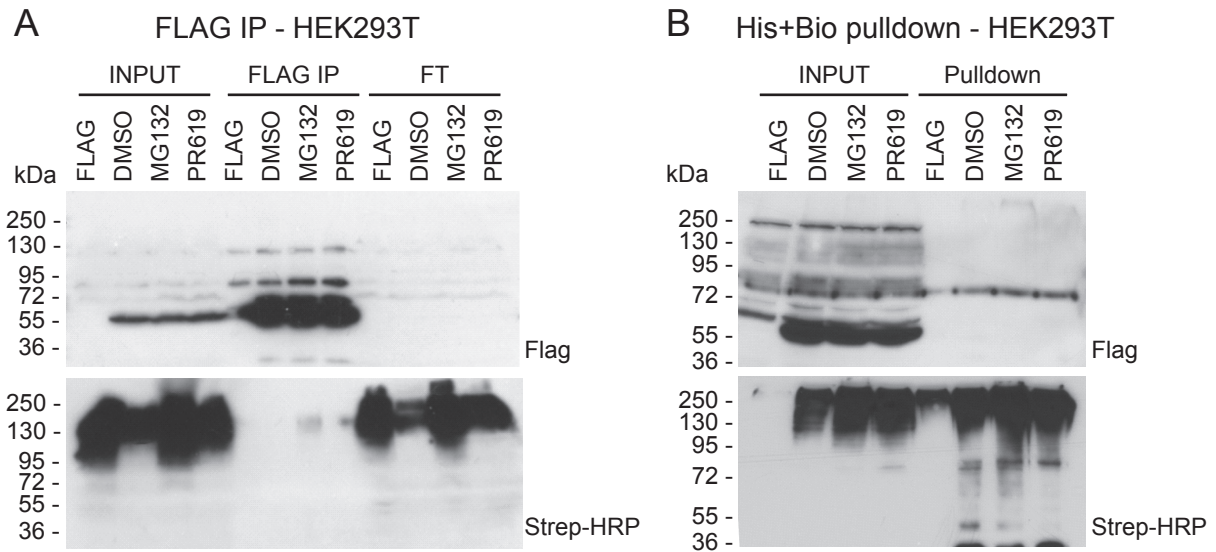 A
FLAG IP - HEK293T
INPUT
FLAG IP
FT
FLAG
DMSO
MG132
PR619
FLAG
DMSO
MG132
PR619
FLAG
DMSO
MG132
PR619
kDa
250 -
130 -
95 -
72 -
55 -
36 -
Flag
250 -
130 -
95 -
72 -
55 -
36 -
Strep-HRP
B
His+Bio pulldown - HEK293T
INPUT
Pulldown
FLAG
DMSO
MG132
PR619
FLAG
DMSO
MG132
PR619
kDa
250 -
130 -
95 -
72 -
55 -
36 -
Flag
250 -
130 -
95 -
72 -
55 -
36 -
Strep-HRP